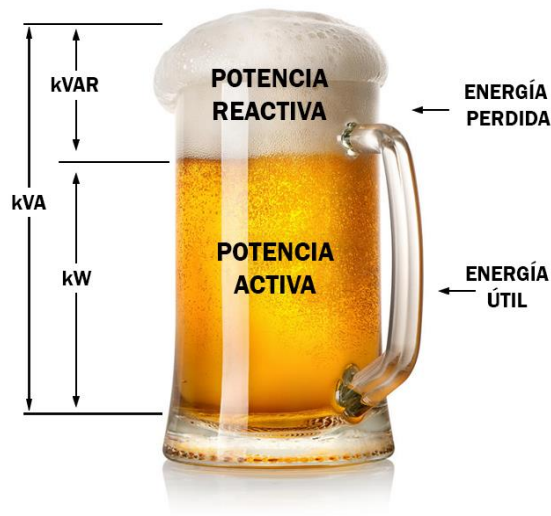 kVAR
POTENCIA
REACTIVA
ENERGÍA
PERDIDA
kVA
kW
POTENCIA
ACTIVA
ENERGÍA
ÚTIL